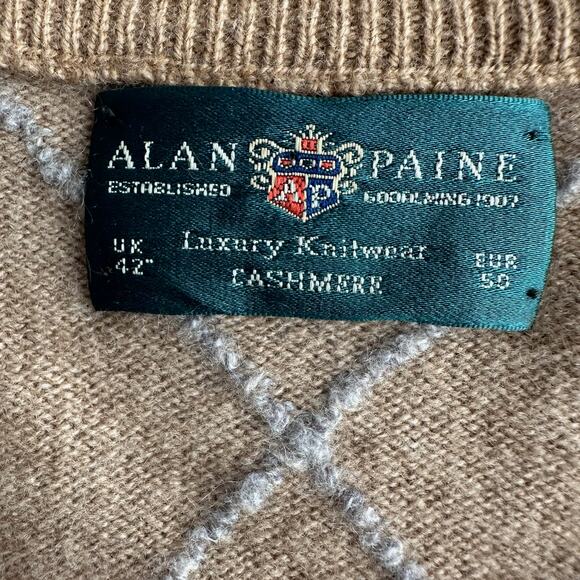 ALAN AP PAINE
ESTABLISHED GODALMING 1907
UK 42" Luxury Knitwear EUR 50
CASHMERE